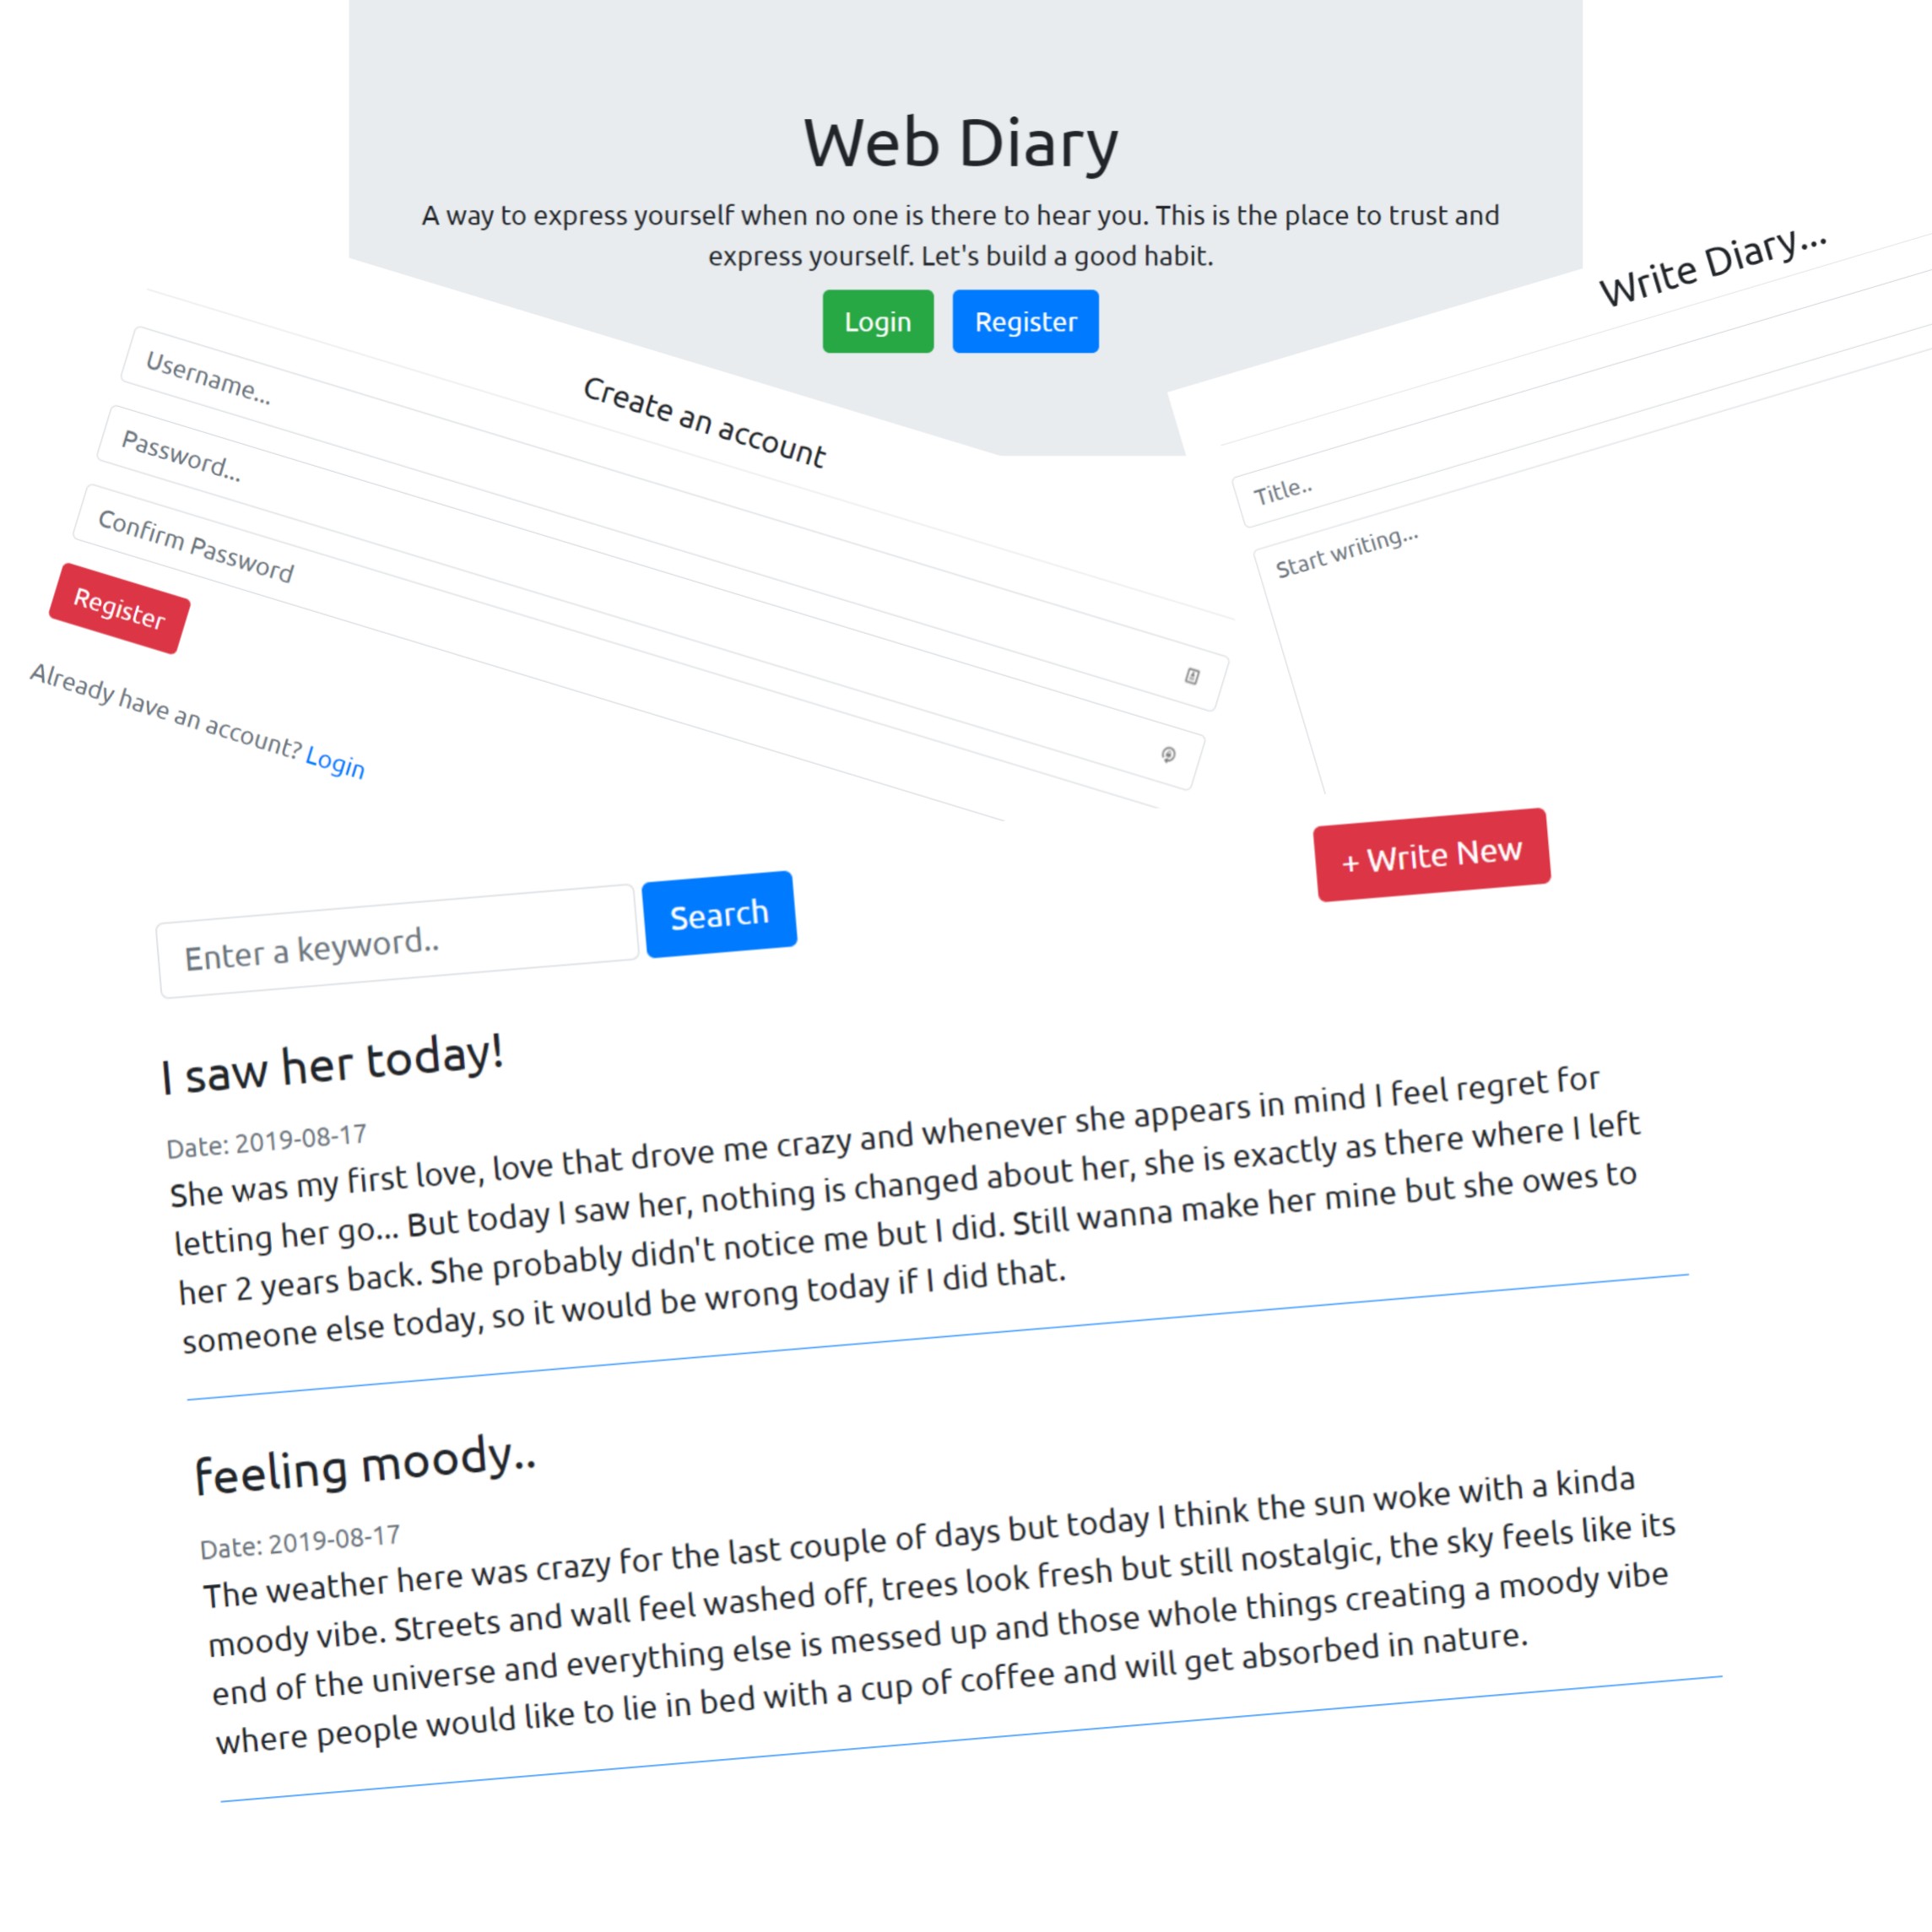 Web Diary
A way to express yourself when no one is there to hear you. This is the place to trust and
express yourself. Let's build a good habit.
Login Register
Create an account
Username...
Password...
Confirm Password
Register
Already have an account? Login
Write Diary...
Title..
Start writing...
+ Write New
Enter a keyword.. Search
I saw her today!
Date: 2019-08-17
She was my first love, love that drove me crazy and whenever she appears in mind I feel regret for
letting her go... But today I saw her, nothing is changed about her, she is exactly as there where I left
her 2 years back. She probably didn't notice me but I did. Still wanna make her mine but she owes to
someone else today, so it would be wrong today if I did that.
feeling moody..
Date: 2019-08-17
The weather here was crazy for the last couple of days but today I think the sun woke with a kinda
moody vibe. Streets and wall feel washed off, trees look fresh but still nostalgic, the sky feels like its
end of the universe and everything else is messed up and those whole things creating a moody vibe
where people would like to lie in bed with a cup of coffee and will get absorbed in nature.